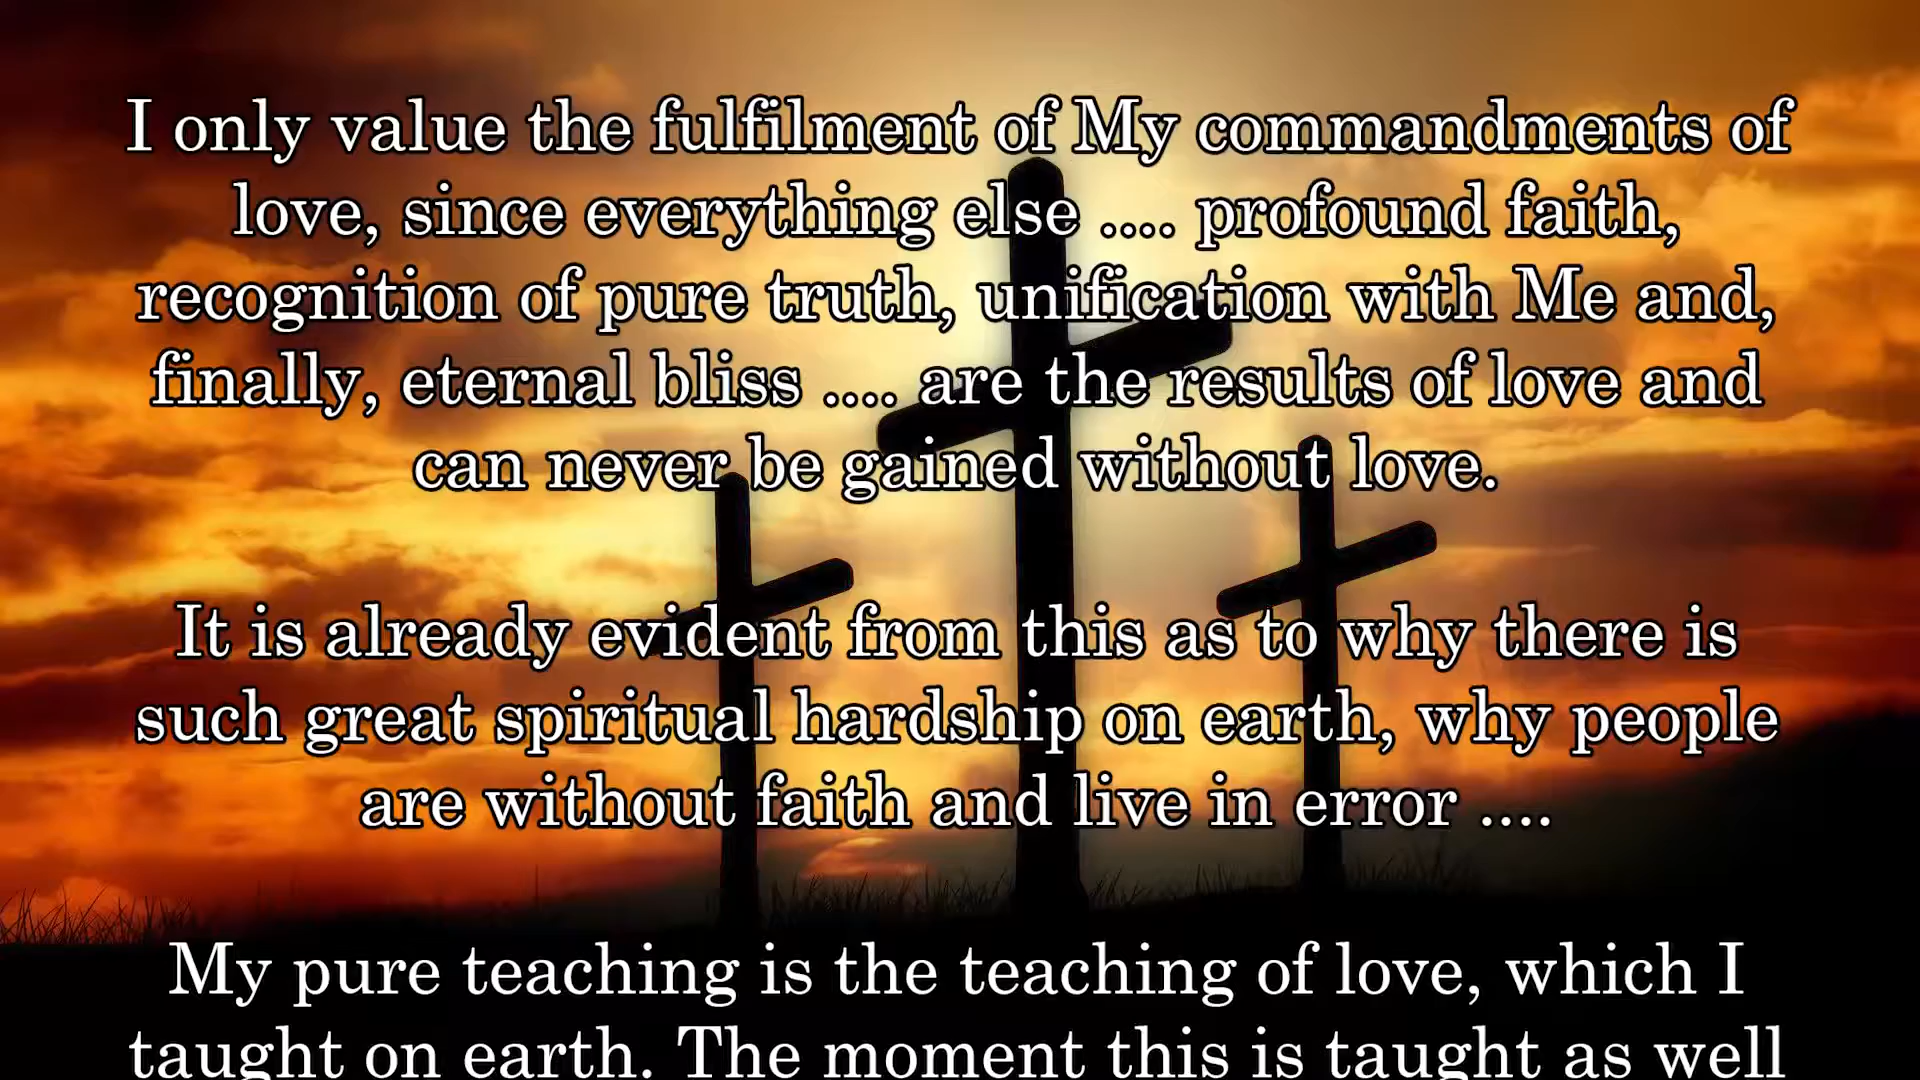 I only value the fulfilment of My commandments of
love, since everything else .... profound faith,
recognition of pure truth, unification with Me and,
finally, eternal bliss .... are the results of love and
can never be gained without love.
It is already evident from this as to why there is
such great spiritual hardship on earth, why people
are without faith and live in error ....
My pure teaching is the teaching of love, which I
taught on earth. The moment this is taught as well